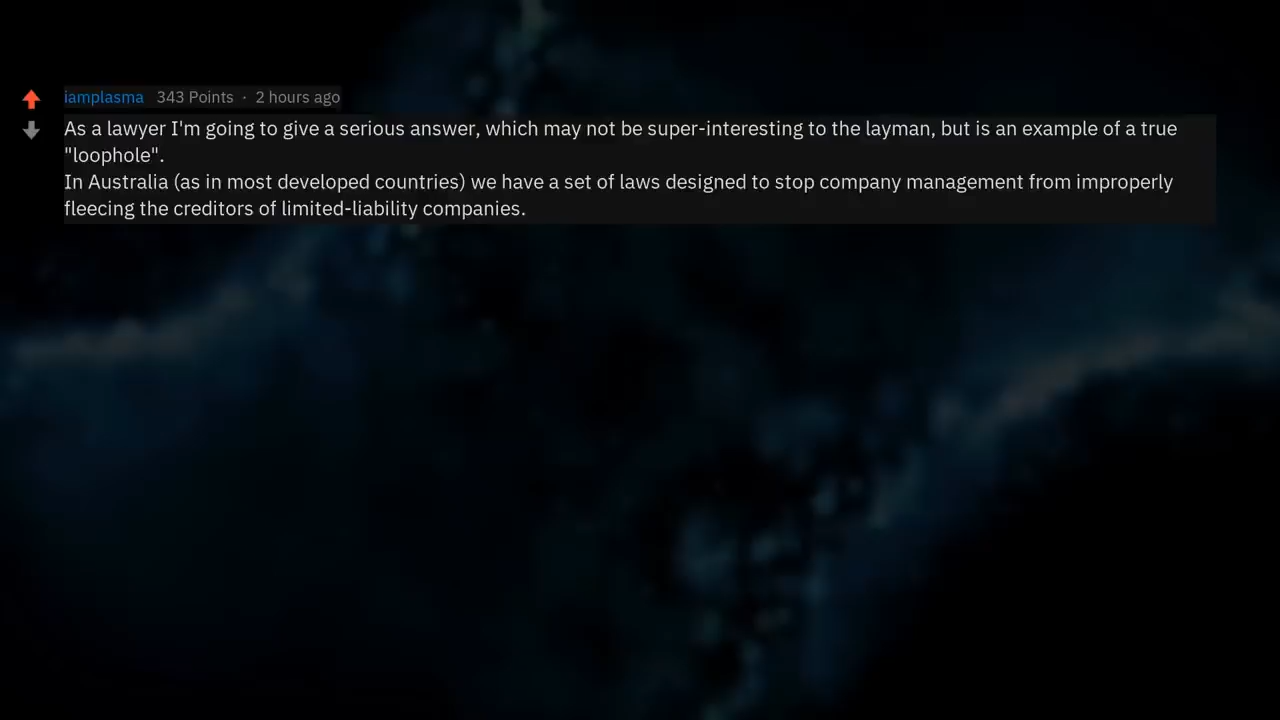 iamplasma 343 Points · 2 hours ago
As a lawyer I'm going to give a serious answer, which may not be super-interesting to the layman, but is an example of a true
"loophole".
In Australia (as in most developed countries) we have a set of laws designed to stop company management from improperly
fleecing the creditors of limited-liability companies.